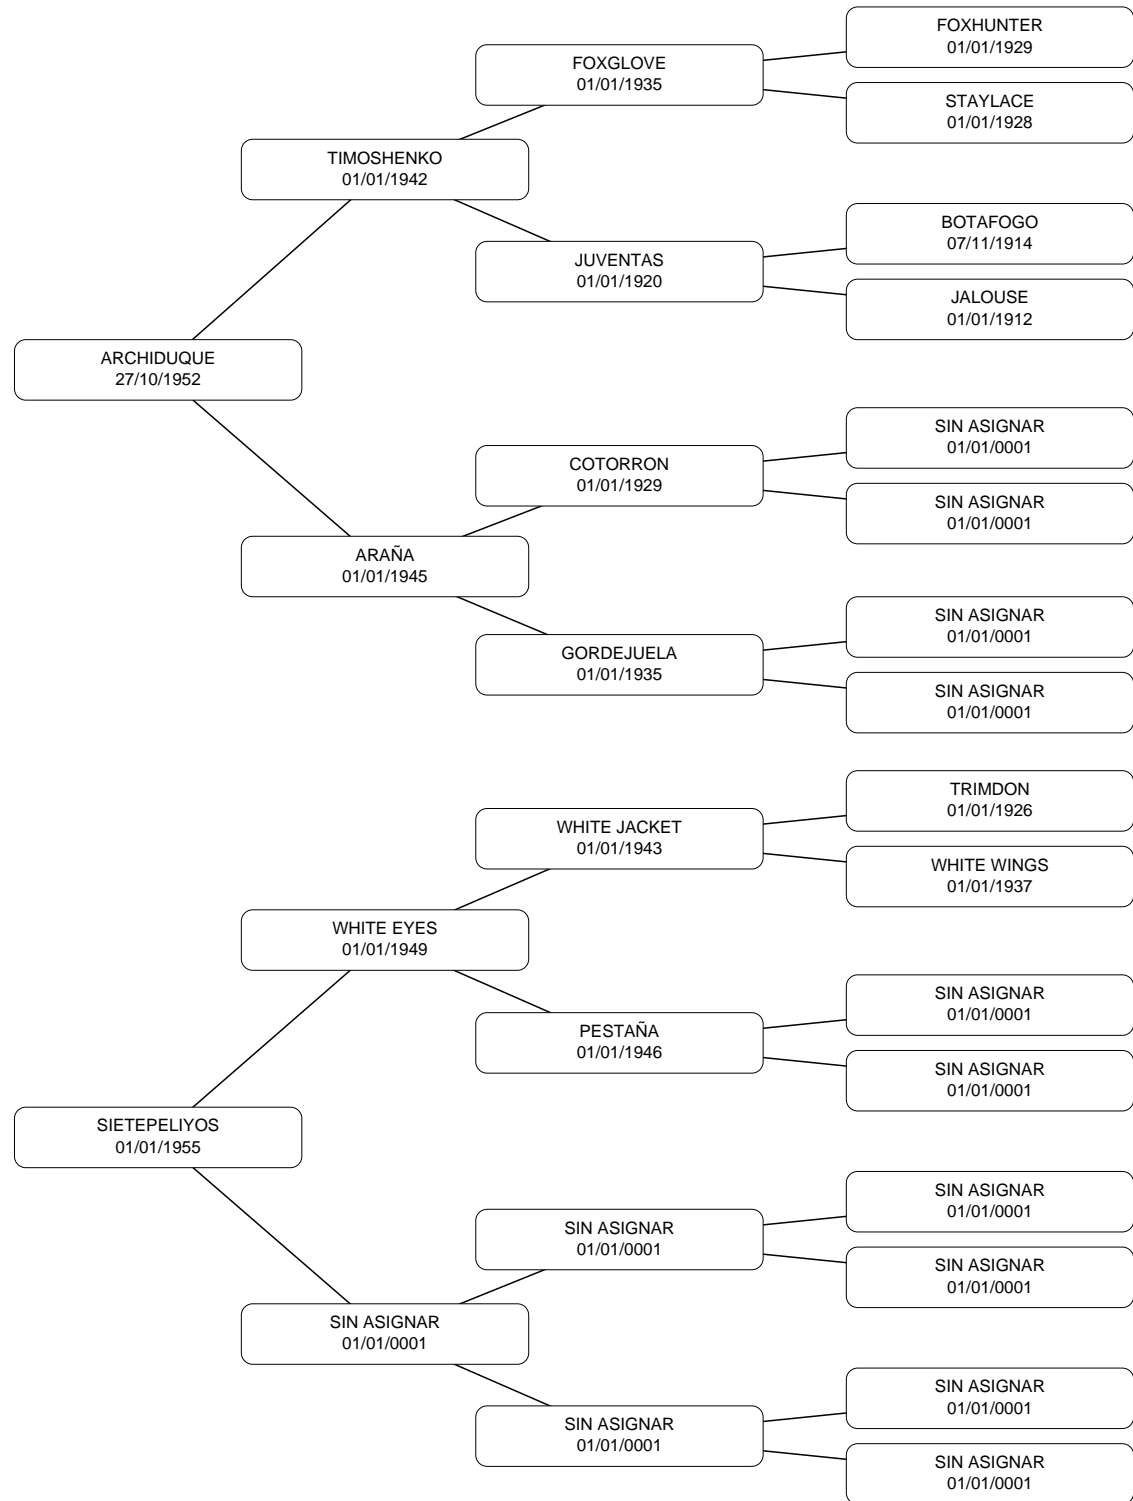 FOXHUNTER
01/01/1929
FOXGLOVE
01/01/1935
STAYLACE
01/01/1928
TIMOSHENKO
01/01/1942
BOTAFOGO
07/11/1914
JUVENTAS
01/01/1920
JALOUSE
01/01/1912
ARCHIDUQUE
27/10/1952
SIN ASIGNAR
01/01/0001
COTORRON
01/01/1929
SIN ASIGNAR
01/01/0001
ARAÑA
01/01/1945
SIN ASIGNAR
01/01/0001
GORDEJUELA
01/01/1935
SIN ASIGNAR
01/01/0001
TRIMDON
01/01/1926
WHITE JACKET
01/01/1943
WHITE WINGS
01/01/1937
WHITE EYES
01/01/1949
SIN ASIGNAR
01/01/0001
PESTAÑA
01/01/1946
SIN ASIGNAR
01/01/0001
SIETEPELIYOS
01/01/1955
SIN ASIGNAR
01/01/0001
SIN ASIGNAR
01/01/0001
SIN ASIGNAR
01/01/0001
SIN ASIGNAR
01/01/0001
SIN ASIGNAR
01/01/0001
SIN ASIGNAR
01/01/0001
SIN ASIGNAR
01/01/0001